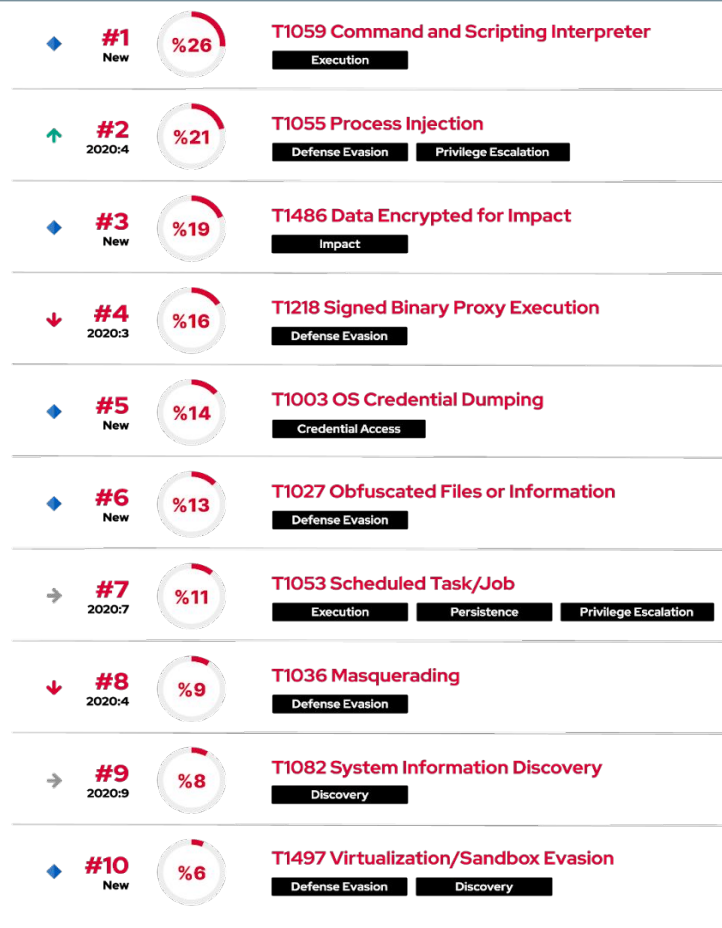 #1
New
%26
T1059 Command and Scripting Interpreter
Execution
#2
2020:4
%21
T1055 Process Injection
Defense Evasion Privilege Escalation
#3
New
%19
T1486 Data Encrypted for Impact
Impact
#4
2020:3
%16
T1218 Signed Binary Proxy Execution
Defense Evasion
#5
New
%14
T1003 OS Credential Dumping
Credential Access
#6
New
%13
T1027 Obfuscated Files or Information
Defense Evasion
#7
2020:7
%11
T1053 Scheduled Task/Job
Execution Persistence Privilege Escalation
#8
2020:4
%9
T1036 Masquerading
Defense Evasion
#9
2020:9
%8
T1082 System Information Discovery
Discovery
#10
New
%6
T1497 Virtualization/Sandbox Evasion
Defense Evasion Discovery